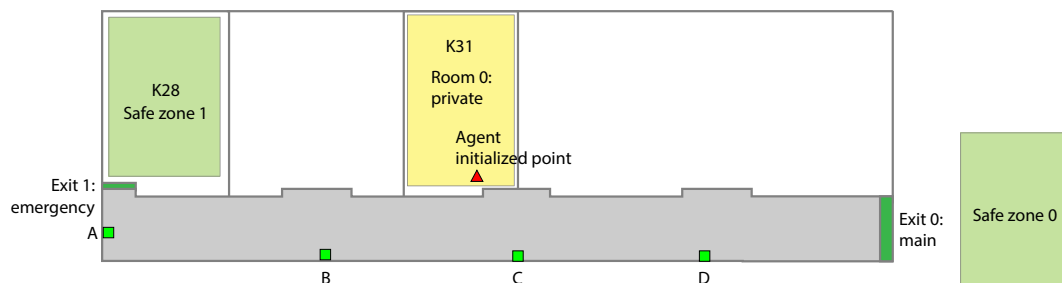 K28
Safe zone 1
K31
Room 0:
private
Agent
initialized point
Exit 1:
emergency
A
B
C
D
Exit 0:
main
Safe zone 0